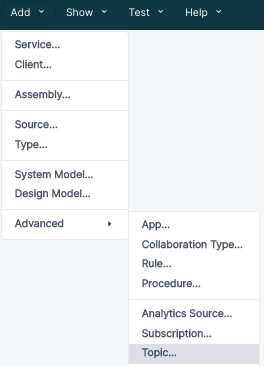 Add Show Test Help
Service...
Client...
Assembly...
Source...
Type...
System Model...
Design Model...
Advanced
App...
Collaboration Type...
Rule...
Procedure...
Analytics Source...
Subscription...
Topic...